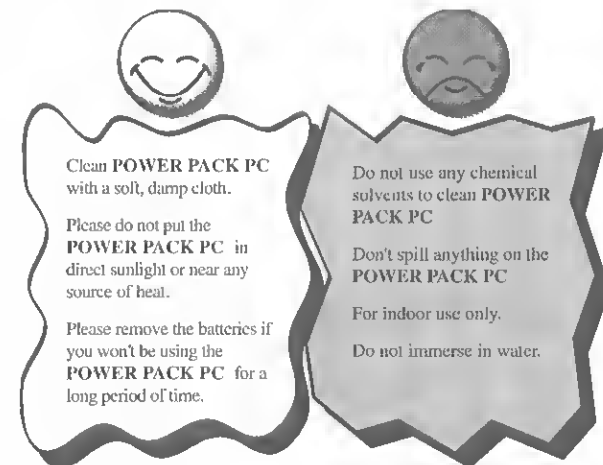 Clean POWER PACK PC
with a soft, damp cloth.
Please do not put the
POWER PACK PC in
direct sunlight or near any
source of heat.
Please remove the batteries if
you won't be using the
POWER PACK PC for a
long period of time.
Do not use any chemical
solvents to clean POWER
PACK PC
Don't spill anything on the
POWER PACK PC
For indoor use only.
Do not immerse in water.